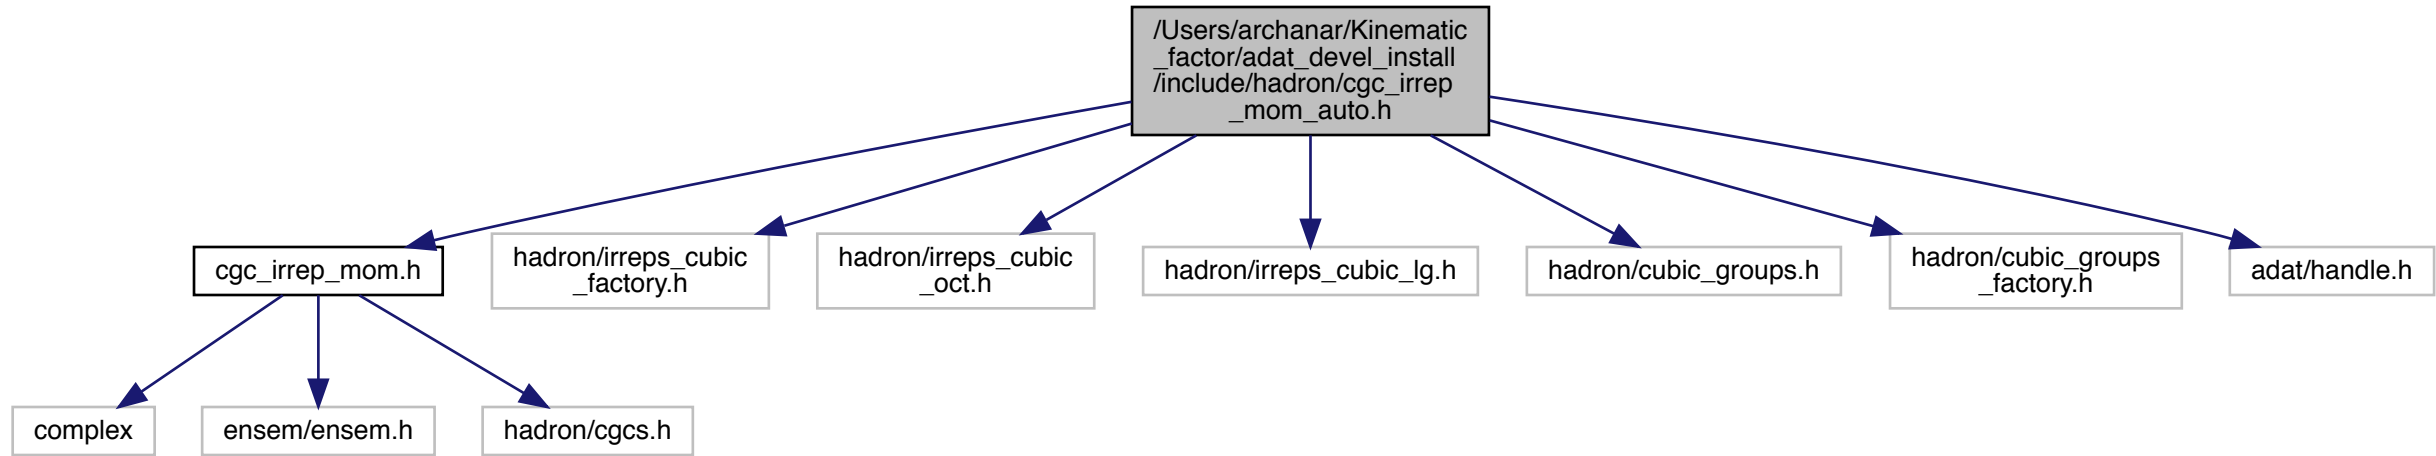 /Users/archanar/Kinematic
_factor/adat_devel_install
/include/hadron/cgc_irrep
_mom_auto.h
cgc_irrep_mom.h
hadron/irreps_cubic
_factory.h
hadron/irreps_cubic
_oct.h
hadron/irreps_cubic_lg.h
hadron/cubic_groups.h
hadron/cubic_groups
_factory.h
adat/handle.h
complex
ensem/ensem.h
hadron/cgcs.h